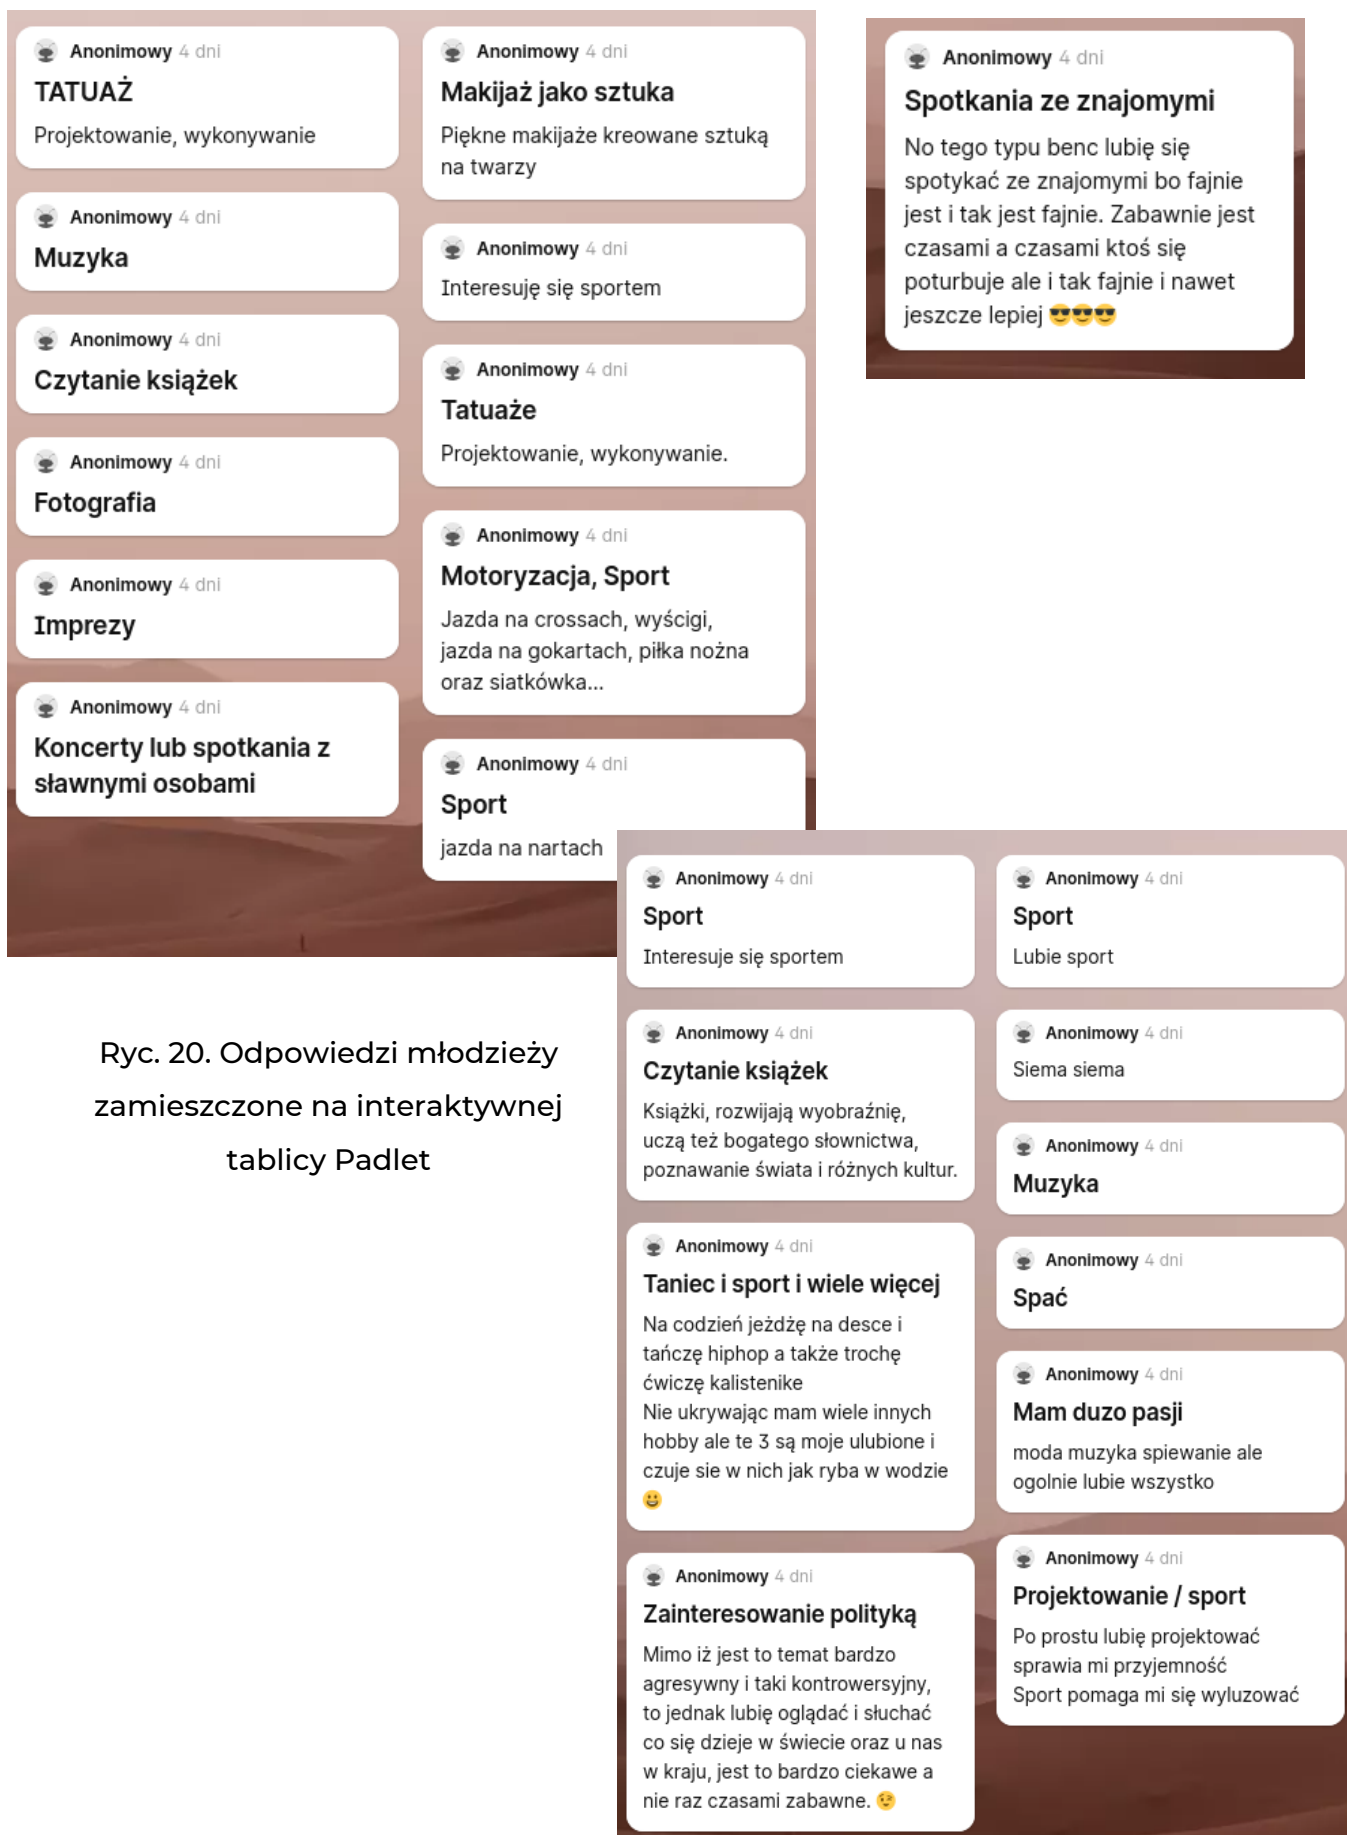 Anonimowy 4 dni
TATUAŻ
Projektowanie, wykonywanie
Anonimowy 4 dni
Muzyka
Anonimowy 4 dni
Czytanie książek
Anonimowy 4 dni
Fotografia
Anonimowy 4 dni
Imprezy
Anonimowy 4 dni
Koncerty lub spotkania z
sławnymi osobami
Anonimowy 4 dni
Makijaż jako sztuka
Piękne makijaże kreowane sztuką
na twarzy
Anonimowy 4 dni
Interesuję się sportem
Anonimowy 4 dni
Tatuaże
Projektowanie, wykonywanie.
Anonimowy 4 dni
Motoryzacja, Sport
Jazda na crossach, wyścigi,
jazda na gokartach, piłka nożna
oraz siatkówka...
Anonimowy 4 dni
Sport
jazda na nartach
Anonimowy 4 dni
Spotkania ze znajomymi
No tego typu benc lubię się
spotykać ze znajomymi bo fajnie
jest i tak jest fajnie. Zabawnie jest
czasami a czasami ktoś się
poturbuje ale i tak fajnie i nawet
jeszcze lepiej 😎😎😎
Ryc. 20. Odpowiedzi młodzieży
zamieszczone na interaktywnej
tablicy Padlet
Anonimowy 4 dni
Sport
Interesuje się sportem
Anonimowy 4 dni
Czytanie książek
Książki, rozwijają wyobraźnię,
uczą też bogatego słownictwa,
poznawanie świata i różnych kultur.
Anonimowy 4 dni
Taniec i sport i wiele więcej
Na codzień jeżdżę na desce i
tańczę hiphop a także trochę
ćwiczę kalistenike
Nie ukrywając mam wiele innych
hobby ale te 3 są moje ulubione i
czuje sie w nich jak ryba w wodzie
😀
Anonimowy 4 dni
Zainteresowanie polityką
Mimo iż jest to temat bardzo
agresywny i taki kontrowersyjny,
to jednak lubię oglądać i słuchać
co się dzieje w świecie oraz u nas
w kraju, jest to bardzo ciekawe a
nie raz czasami zabawne. 😉
Anonimowy 4 dni
Sport
Lubie sport
Anonimowy 4 dni
Siema siema
Anonimowy 4 dni
Muzyka
Anonimowy 4 dni
Spać
Anonimowy 4 dni
Mam duzo pasji
moda muzyka spiewanie ale
ogolnie lubie wszystko
Anonimowy 4 dni
Projektowanie / sport
Po prostu lubię projektować
sprawia mi przyjemność
Sport pomaga mi się wyluzować